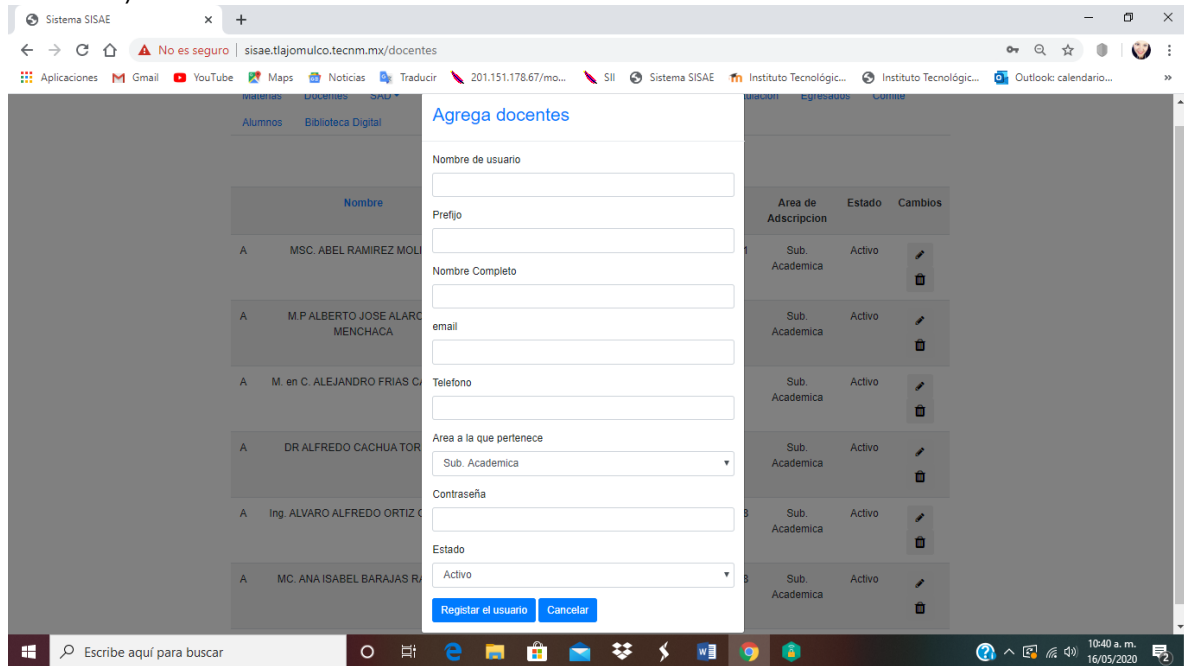 Sistema SISAE
No es seguro | sisae.tlajomulco.tecnm.mx/docentes
Aplicaciones Gmail YouTube Maps Noticias Traducir 201.151.178.67/mo... SII Sistema SISAE Instituto Tecnológic... Instituto Tecnológic... Outlook: calendario... »
Materias Docentes SAD Egresados Comite
Alumnos Biblioteca Digital
Agrega docentes
Nombre de usuario
Prefijo
Nombre Completo
email
Telefono
Area a la que pertenece
Sub. Academica
Contraseña
Estado
Activo
Registar el usuario Cancelar
Nombre Area de Adscripcion Estado Cambios
A MSC. ABEL RAMIREZ MOL Sub. Academica Activo
A M.P ALBERTO JOSE ALARC MENCHACA Sub. Academica Activo
A M. en C. ALEJANDRO FRIAS C Sub. Academica Activo
A DR ALFREDO CACHUA TOR Sub. Academica Activo
A Ing. ALVARO ALFREDO ORTIZ Sub. Academica Activo
A MC. ANA ISABEL BARAJAS R Sub. Academica Activo
Escribe aquí para buscar
10:40 a. m.
16/05/2020
2